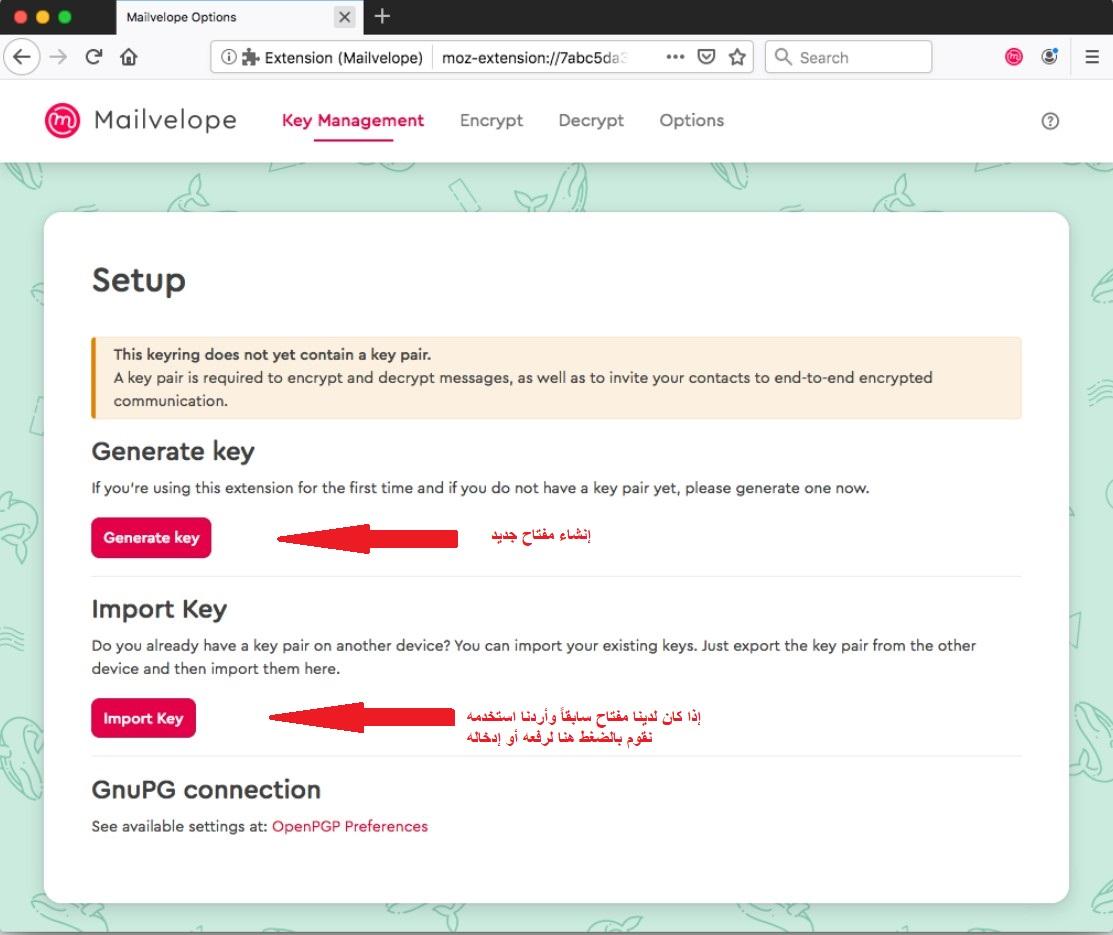 Mailvelope Options
Extension (Mailvelope) moz-extension://7abc5da3 Search
Mailvelope Key Management Encrypt Decrypt Options
Setup
This keyring does not yet contain a key pair.
A key pair is required to encrypt and decrypt messages, as well as to invite your contacts to end-to-end encrypted
communication.
Generate key
If you're using this extension for the first time and if you do not have a key pair yet, please generate one now.
Generate key
إنشاء مفتاح جديد
Import Key
Do you already have a key pair on another device? You can import your existing keys. Just export the key pair from the other
device and then import them here.
Import Key
إذا كان لدينا مفتاح سابقاً وأردنا استخدمه
نقوم بالضغط هنا لرفعه أو إدخاله
GnuPG connection
See available settings at: OpenPGP Preferences